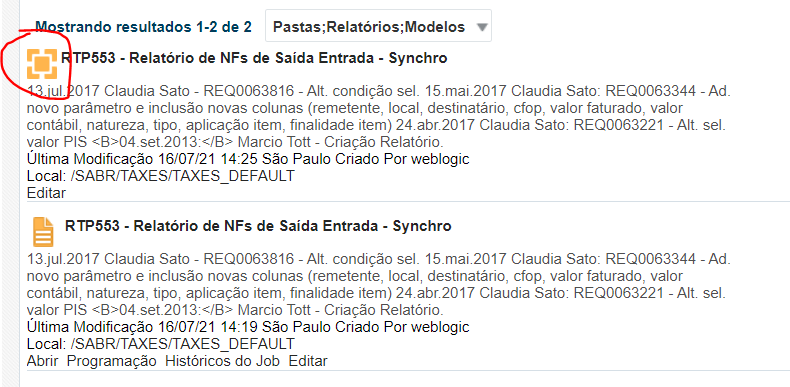 Mostrando resultados 1-2 de 2 Pastas;Relatórios;Modelos
RTP553 - Relatório de NFs de Saída Entrada - Synchro
13.jul.2017 Claudia Sato - REQ0063816 - Alt. condição sel. 15.mai.2017 Claudia Sato: REQ0063344 - Ad.
novo parâmetro e inclusão novas colunas (remetente, local, destinatário, cfop, valor faturado, valor
contábil, natureza, tipo, aplicação item, finalidade item) 24.abr.2017 Claudia Sato: REQ0063221 - Alt. sel.
valor PIS <B>04.set.2013:</B> Marcio Tott - Criação Relatório.
Última Modificação 16/07/21 14:25 São Paulo Criado Por weblogic
Local: /SABR/TAXES/TAXES_DEFAULT
Editar
RTP553 - Relatório de NFs de Saída Entrada - Synchro
13.jul.2017 Claudia Sato - REQ0063816 - Alt. condição sel. 15.mai.2017 Claudia Sato: REQ0063344 - Ad.
novo parâmetro e inclusão novas colunas (remetente, local, destinatário, cfop, valor faturado, valor
contábil, natureza, tipo, aplicação item, finalidade item) 24.abr.2017 Claudia Sato: REQ0063221 - Alt. sel.
valor PIS <B>04.set.2013:</B> Marcio Tott - Criação Relatório.
Última Modificação 16/07/21 14:19 São Paulo Criado Por weblogic
Local: /SABR/TAXES/TAXES_DEFAULT
Abrir Programação Históricos do Job Editar